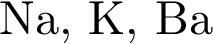 Na, K, Ba